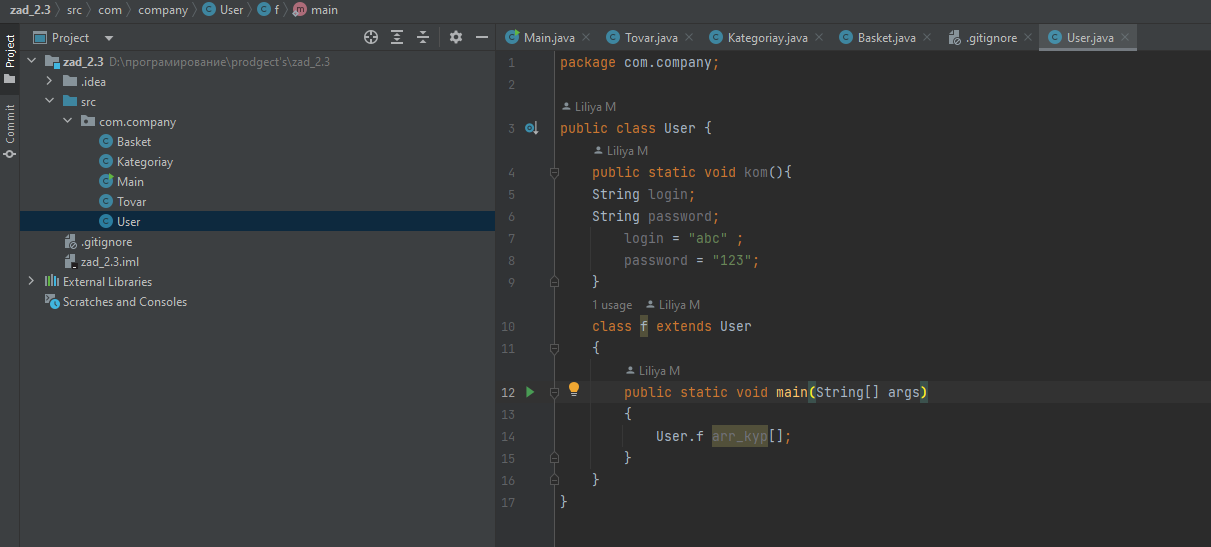 zad_2.3 > src > com > company > User > f > main
Project
Commit
Project
zad_2.3 D:\програмирование\prodgect's\zad_2.3
.idea
src
com.company
Basket
Kategoriay
Main
Tovar
User
.gitignore
zad_2.3.iml
External Libraries
Scratches and Consoles
Main.java Tovar.java Kategoriay.java Basket.java .gitignore User.java
1 package com.company;
2
Liliya M
3 public class User {
Liliya M
4 public static void kom(){
5 String login;
6 String password;
7 login = "abc" ;
8 password = "123";
9 }
1 usage Liliya M
10 class f extends User
11 {
Liliya M
12 public static void main(String[] args)
13 {
14 User.f arr_kyp[];
15 }
16 }
17 }